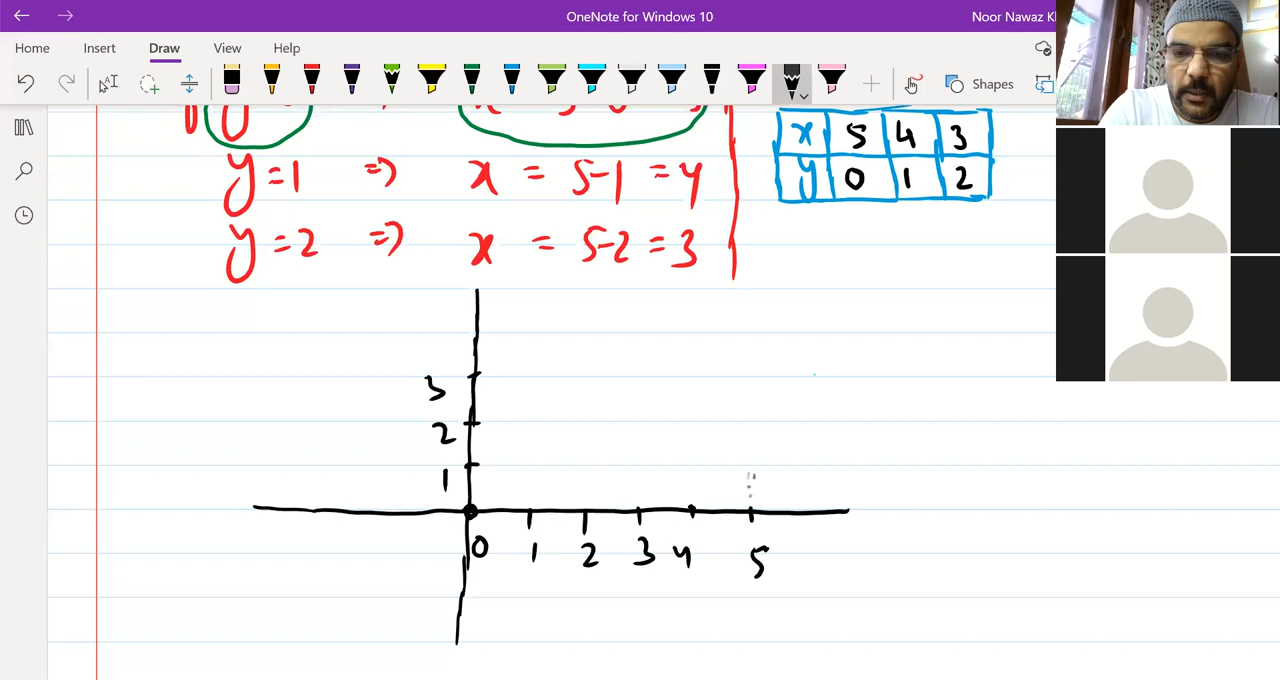 OneNote for Windows 10
Noor Nawaz Kh
Home Insert Draw View Help
Shapes
x 5 4 3
y 0 1 2
y = 1 => x = 5-1 = 4
y = 2 => x = 5-2 = 3
3
2
1
0 1 2 3 4 5